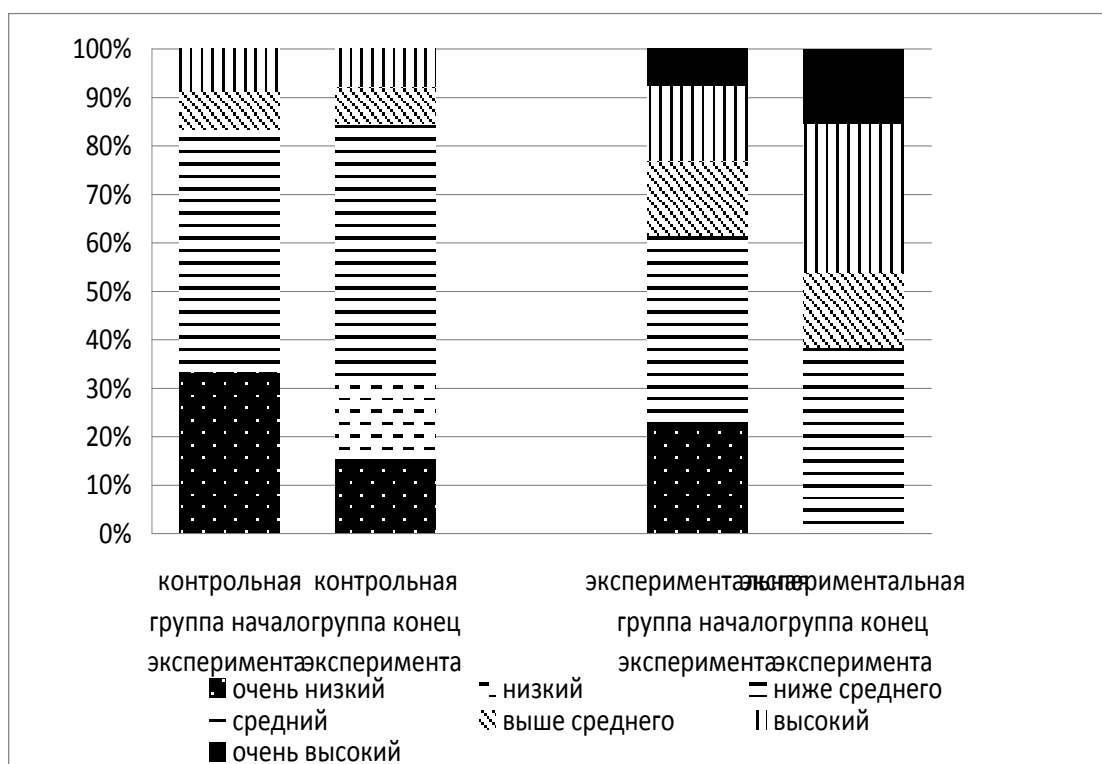 100%
90%
80%
70%
60%
50%
40%
30%
20%
10%
0%
контрольная
группа начало
эксперимента
контрольная
группа конец
эксперимента
экспериментальная
группа начало
эксперимента
экспериментальная
группа конец
эксперимента
очень низкий
низкий
ниже среднего
средний
выше среднего
высокий
очень высокий